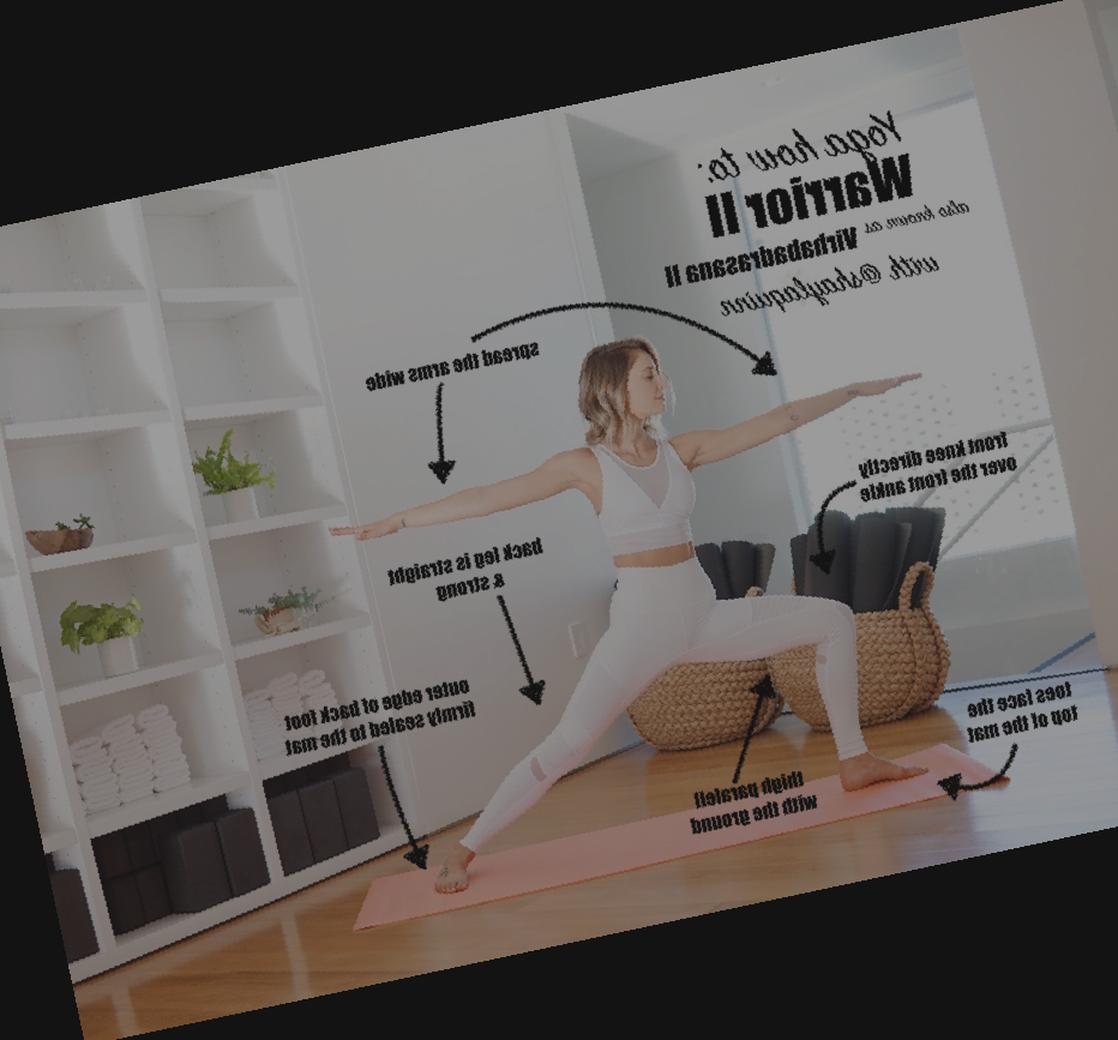 Yoga how to:
Warrior II
also known as Virhabadrasana II
with @shaylaquinn
spread the arms wide
front knee directly
over the front ankle
back leg is straight
& strong
outer edge of back foot
firmly sealed to the mat
toes face the
top of the mat
thigh paralell
with the ground